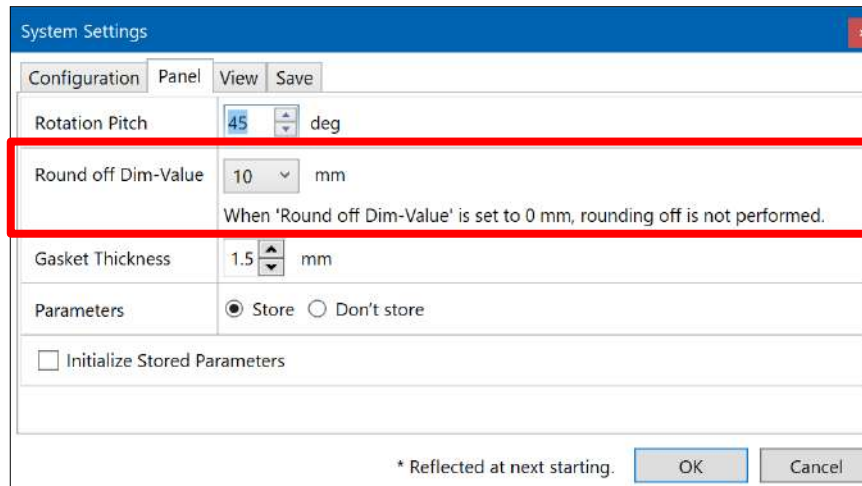 System Settings
Configuration Panel View Save
Rotation Pitch 45 deg
Round off Dim-Value 10 mm
When 'Round off Dim-Value' is set to 0 mm, rounding off is not performed.
Gasket Thickness 1.5 mm
Parameters Store Don't store
Initialize Stored Parameters
* Reflected at next starting. OK Cancel